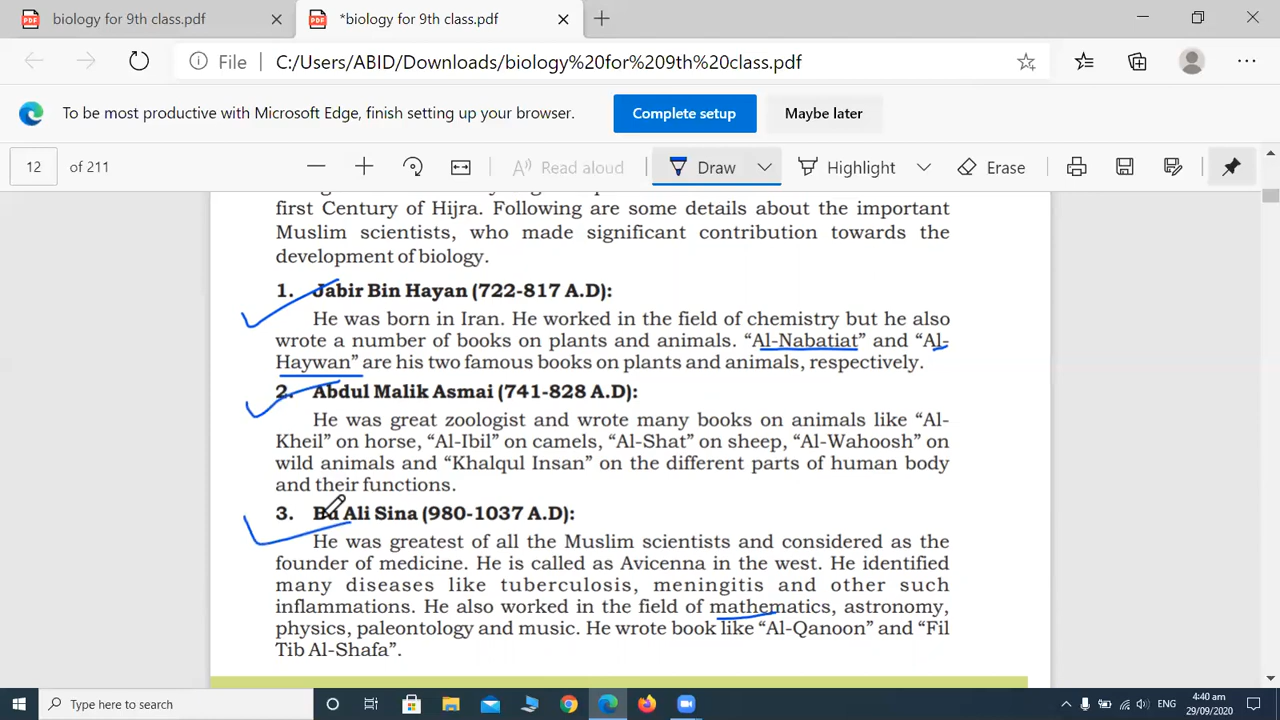 biology for 9th class.pdf
*biology for 9th class.pdf
File
C:/Users/ABID/Downloads/biology%20for%209th%20class.pdf
To be most productive with Microsoft Edge, finish setting up your browser.
Complete setup
Maybe later
12 of 211
Read aloud
Draw
Highlight
Erase
first Century of Hijra. Following are some details about the important
Muslim scientists, who made significant contribution towards the
development of biology.
1. Jabir Bin Hayan (722-817 A.D):
He was born in Iran. He worked in the field of chemistry but he also
wrote a number of books on plants and animals. “Al-Nabatiat” and “Al-
Haywan” are his two famous books on plants and animals, respectively.
2. Abdul Malik Asmai (741-828 A.D):
He was great zoologist and wrote many books on animals like “Al-
Kheil” on horse, “Al-Ibil” on camels, “Al-Shat” on sheep, “Al-Wahoosh” on
wild animals and “Khalqul Insan” on the different parts of human body
and their functions.
3. Bu Ali Sina (980-1037 A.D):
He was greatest of all the Muslim scientists and considered as the
founder of medicine. He is called as Avicenna in the west. He identified
many diseases like tuberculosis, meningitis and other such
inflammations. He also worked in the field of mathematics, astronomy,
physics, paleontology and music. He wrote book like “Al-Qanoon” and “Fil
Tib Al-Shafa”.
Type here to search
ENG
4:40 am
29/09/2020